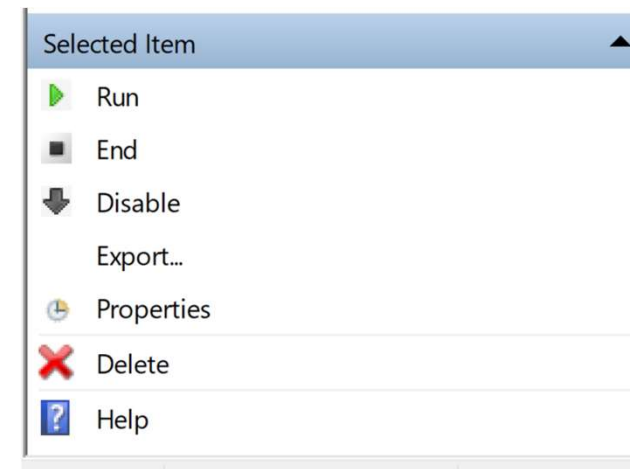 Selected Item
Run
End
Disable
Export...
Properties
Delete
Help